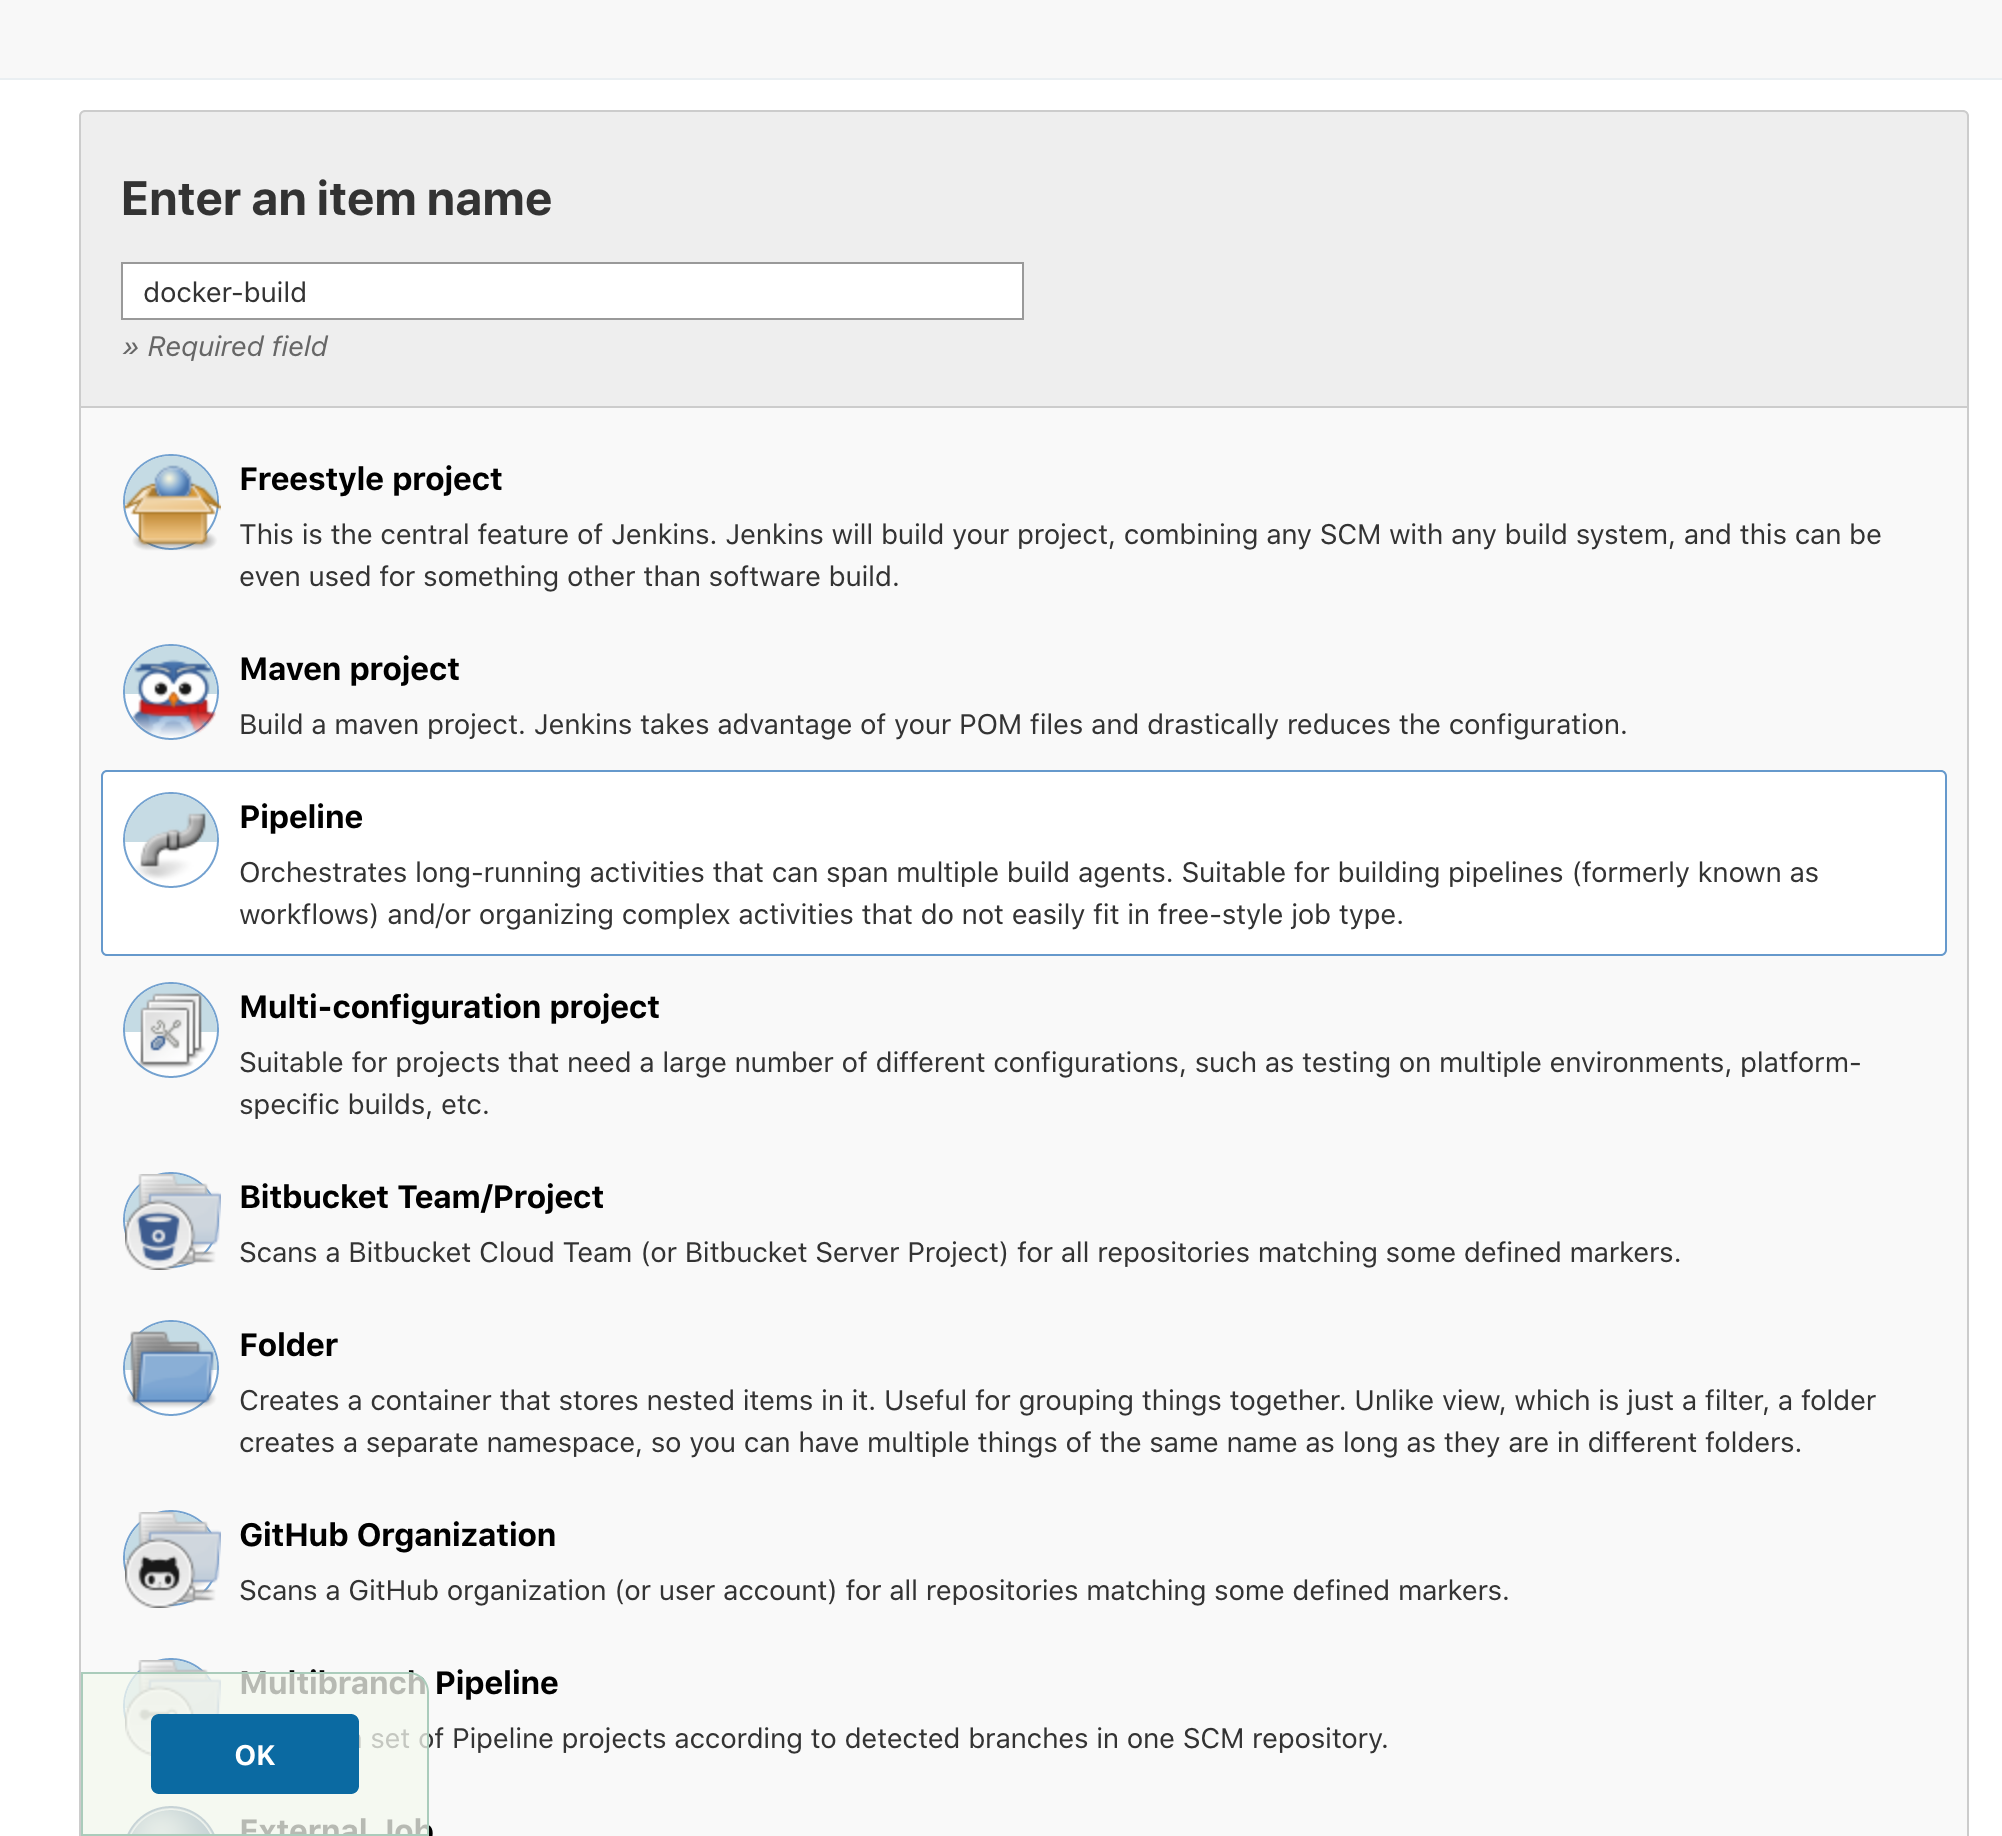 Enter an item name
docker-build
» Required field
Freestyle project
This is the central feature of Jenkins. Jenkins will build your project, combining any SCM with any build system, and this can be
even used for something other than software build.
Maven project
Build a maven project. Jenkins takes advantage of your POM files and drastically reduces the configuration.
Pipeline
Orchestrates long-running activities that can span multiple build agents. Suitable for building pipelines (formerly known as
workflows) and/or organizing complex activities that do not easily fit in free-style job type.
Multi-configuration project
Suitable for projects that need a large number of different configurations, such as testing on multiple environments, platform-
specific builds, etc.
Bitbucket Team/Project
Scans a Bitbucket Cloud Team (or Bitbucket Server Project) for all repositories matching some defined markers.
Folder
Creates a container that stores nested items in it. Useful for grouping things together. Unlike view, which is just a filter, a folder
creates a separate namespace, so you can have multiple things of the same name as long as they are in different folders.
GitHub Organization
Scans a GitHub organization (or user account) for all repositories matching some defined markers.
Multibranch Pipeline
set of Pipeline projects according to detected branches in one SCM repository.
OK
External Job